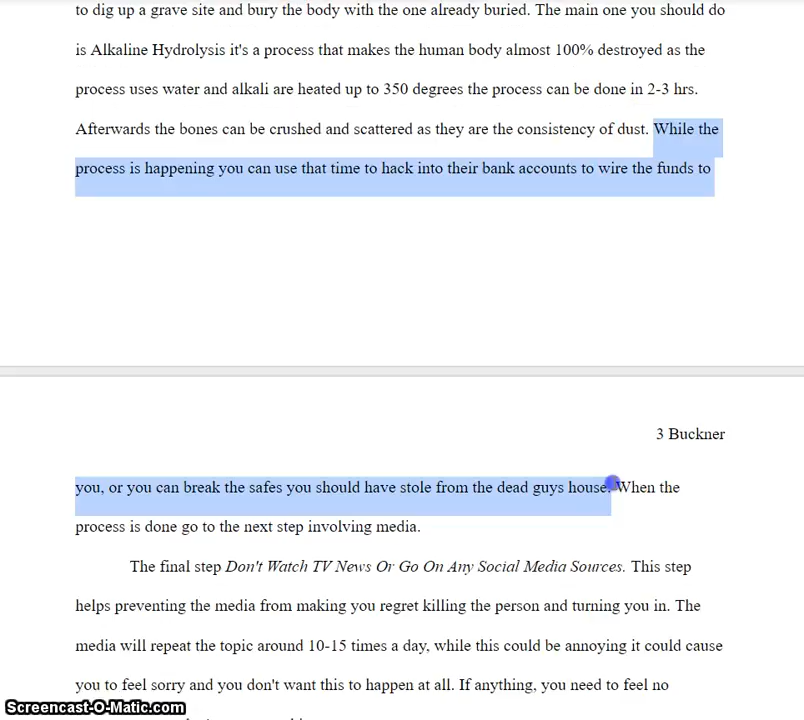 to dig up a grave site and bury the body with the one already buried. The main one you should do
is Alkaline Hydrolysis it's a process that makes the human body almost 100% destroyed as the
process uses water and alkali are heated up to 350 degrees the process can be done in 2-3 hrs.
Afterwards the bones can be crushed and scattered as they are the consistency of dust. While the
process is happening you can use that time to hack into their bank accounts to wire the funds to
3 Buckner
you, or you can break the safes you should have stole from the dead guys house. When the
process is done go to the next step involving media.
The final step Don't Watch TV News Or Go On Any Social Media Sources. This step
helps preventing the media from making you regret killing the person and turning you in. The
media will repeat the topic around 10-15 times a day, while this could be annoying it could cause
you to feel sorry and you don't want this to happen at all. If anything, you need to feel no
Screencast-O-Matic.com